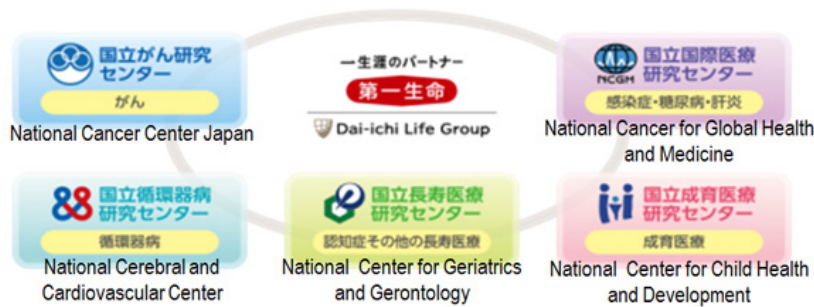 国立がん研究
センター
がん
National Cancer Center Japan
一生涯のパートナー
第一生命
Dai-ichi Life Group
NCGM
国立国際医療
研究センター
感染症・糖尿病・肝炎
National Cancer for Global Health
and Medicine
国立循環器病
研究センター
循環器病
National Cerebral and
Cardiovascular Center
国立長寿医療
研究センター
認知症その他の長寿医療
National Center for Geriatrics
and Gerontology
国立成育医療
研究センター
成育医療
National Center for Child Health
and Development